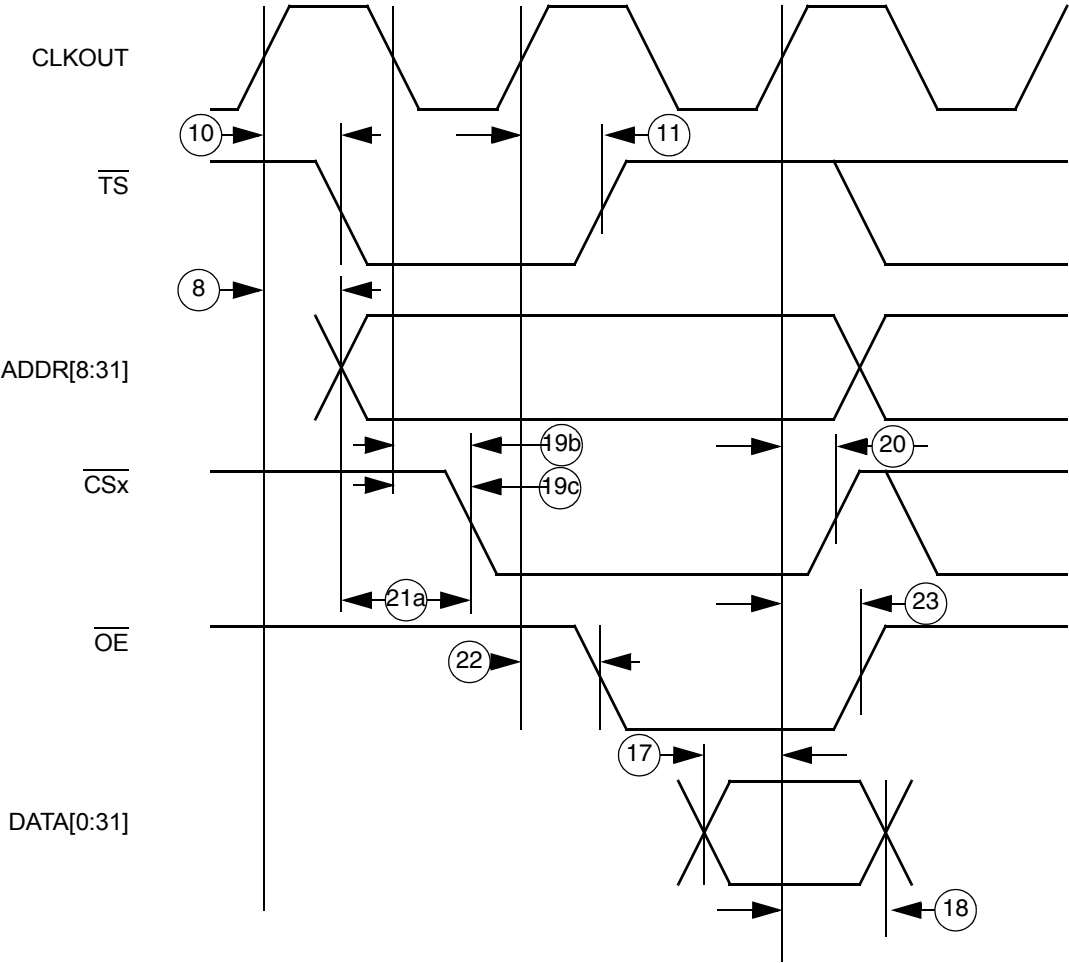 CLKOUT
10
11
TS
8
ADDR[8:31]
19b
20
CSx
19c
21a
23
OE
22
17
DATA[0:31]
18